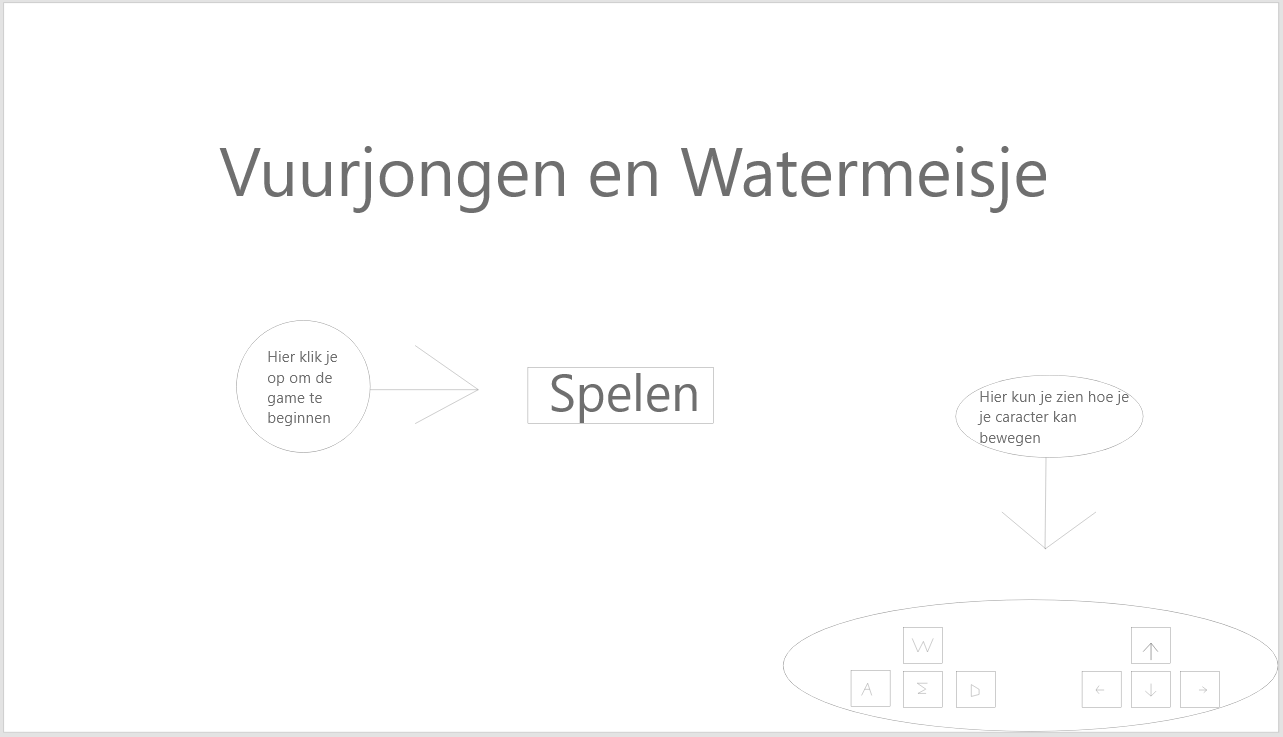 Vuurjongen en Watermeisje
Hier klik je
op om de
game te
beginnen
Spelen
Hier kun je zien hoe je
je caracter kan
bewegen
W ↑
A Σ D ← ↓ →